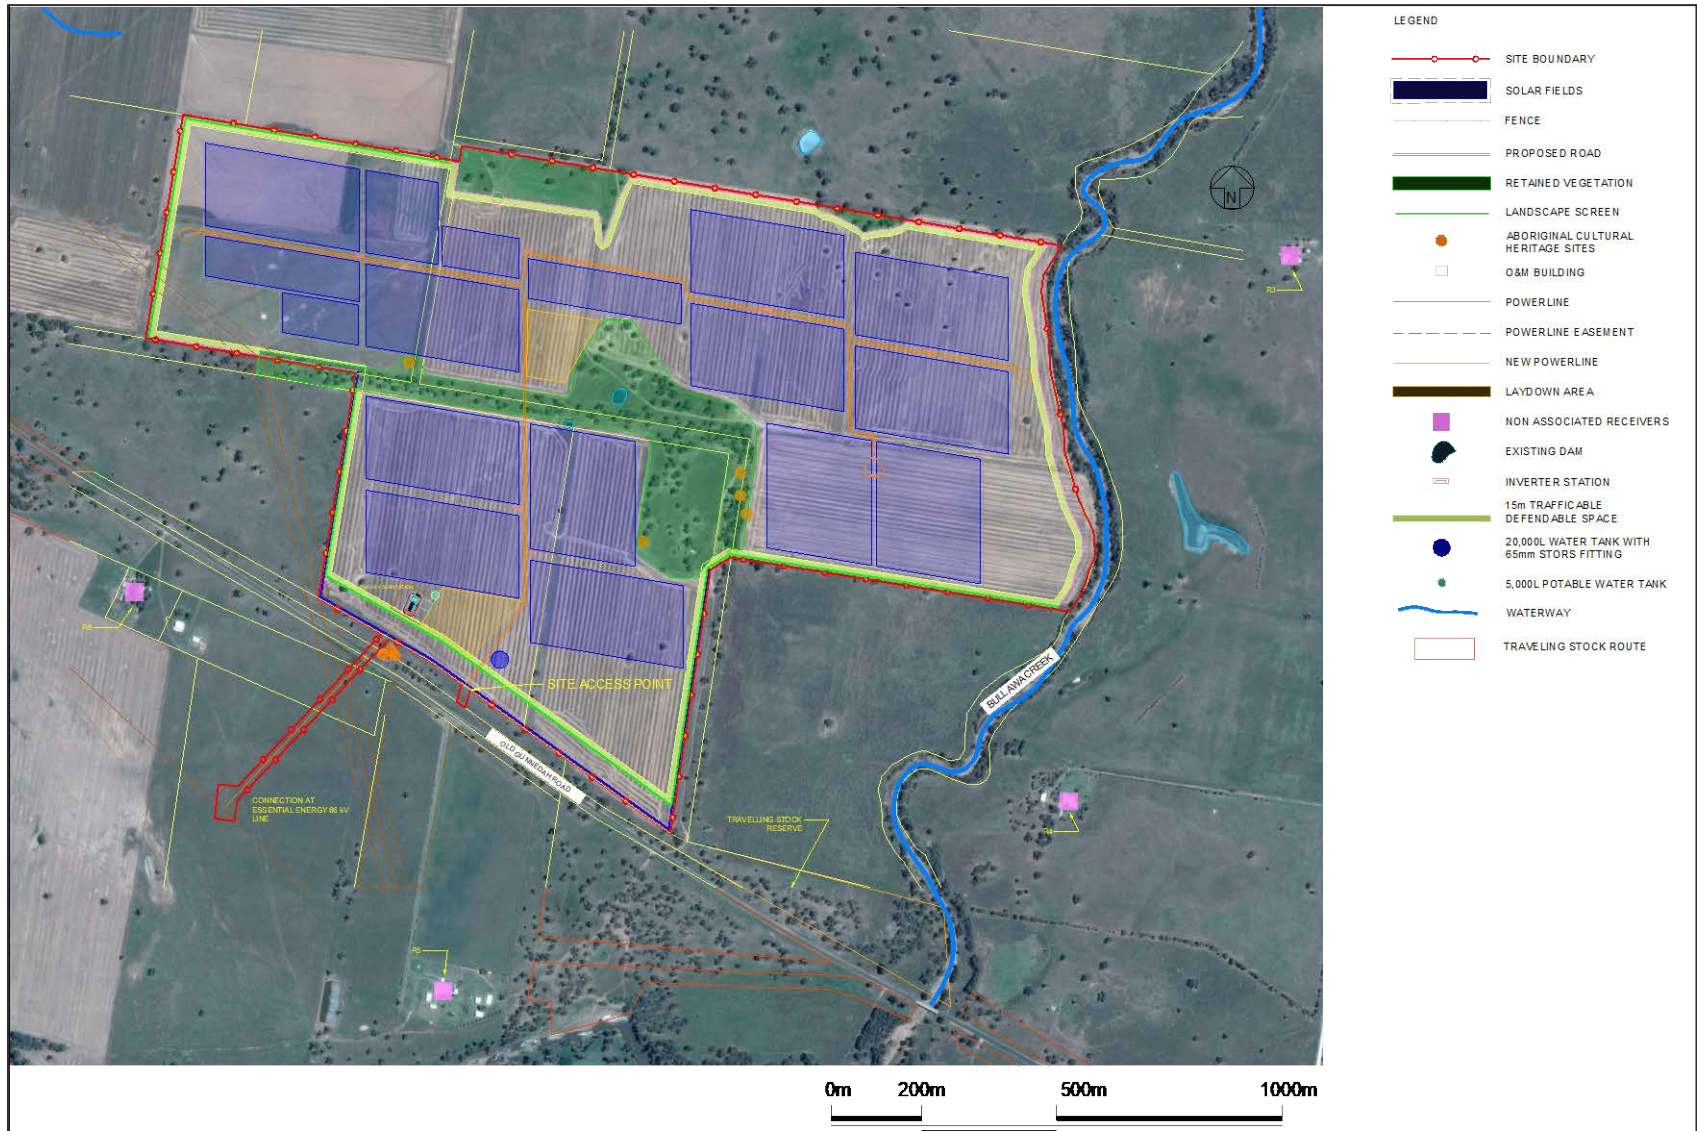 LEGEND
SITE BOUNDARY
SOLAR FIELDS
FENCE
PROPOSED ROAD
RETAINED VEGETATION
LANDSCAPE SCREEN
ABORIGINAL CULTURAL
HERITAGE SITES
O&M BUILDING
POWERLINE
POWERLINE EASEMENT
NEW POWERLINE
LAYDOWN AREA
NON ASSOCIATED RECEIVERS
EXISTING DAM
INVERTER STATION
15m TRAFFICABLE
DEFENDABLE SPACE
20,000L WATER TANK WITH
65mm STORS FITTING
5,000L POTABLE WATER TANK
WATERWAY
TRAVELING STOCK ROUTE
N
R3
R6
SITE ACCESS POINT
BULLAWA CREEK
OLD GUNNEDAH ROAD
CONNECTION AT
ESSENTIAL ENERGY 66 kV
LINE
TRAVELLING STOCK
RESERVE
R4
R5
0m 200m 500m 1000m